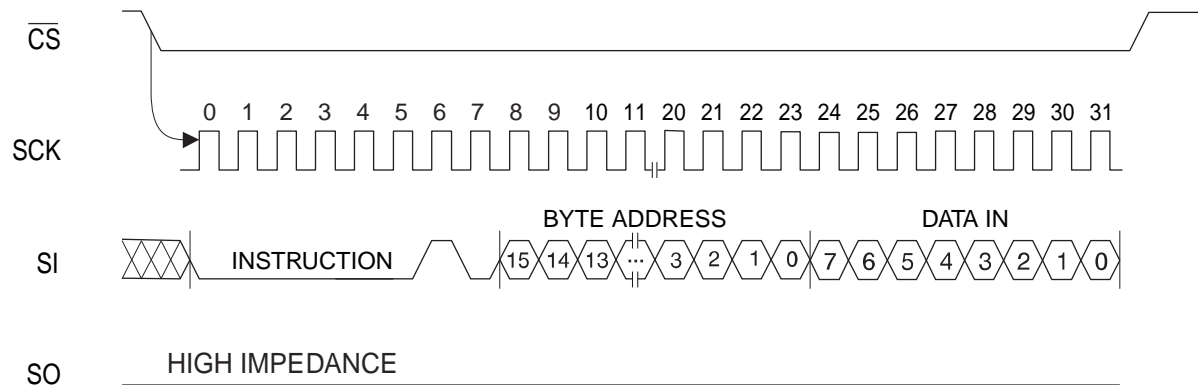 CS
0 1 2 3 4 5 6 7 8 9 10 11 20 21 22 23 24 25 26 27 28 29 30 31
SCK
BYTE ADDRESS DATA IN
SI INSTRUCTION 15 14 13 ... 3 2 1 0 7 6 5 4 3 2 1 0
HIGH IMPEDANCE
SO